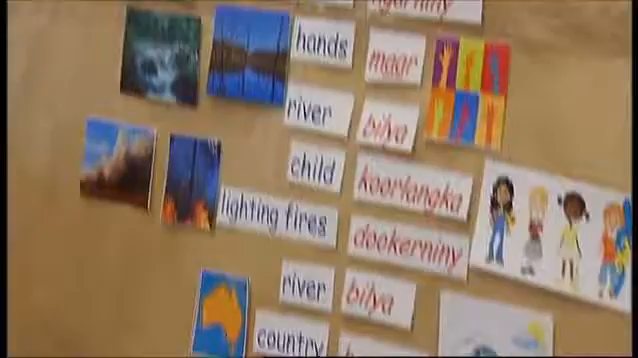 hands maar
river bilya
child koorlangka
lighting fires dookerniny
river bilya
country